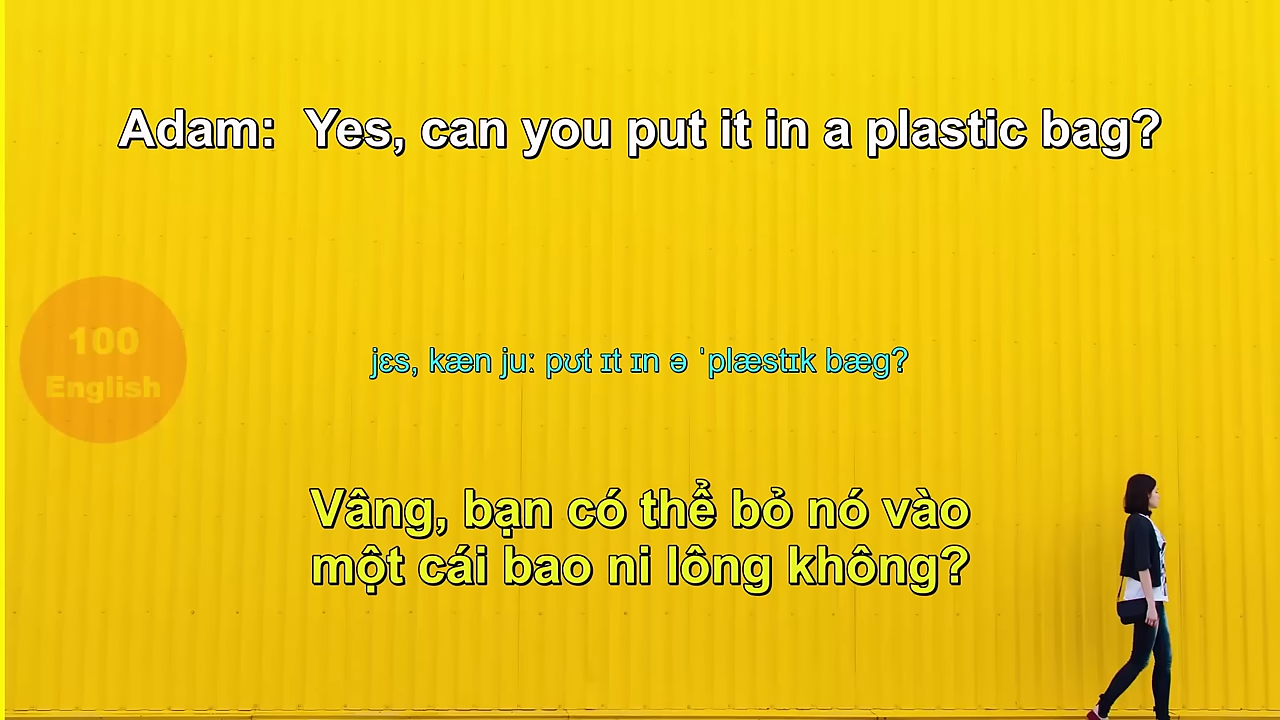 Adam: Yes, can you put it in a plastic bag?
100
English
jɛs, kæn juː pʊt ɪt ɪn ə ˈplæstɪk bæg?
Vâng, bạn có thể bỏ nó vào
một cái bao ni lông không?